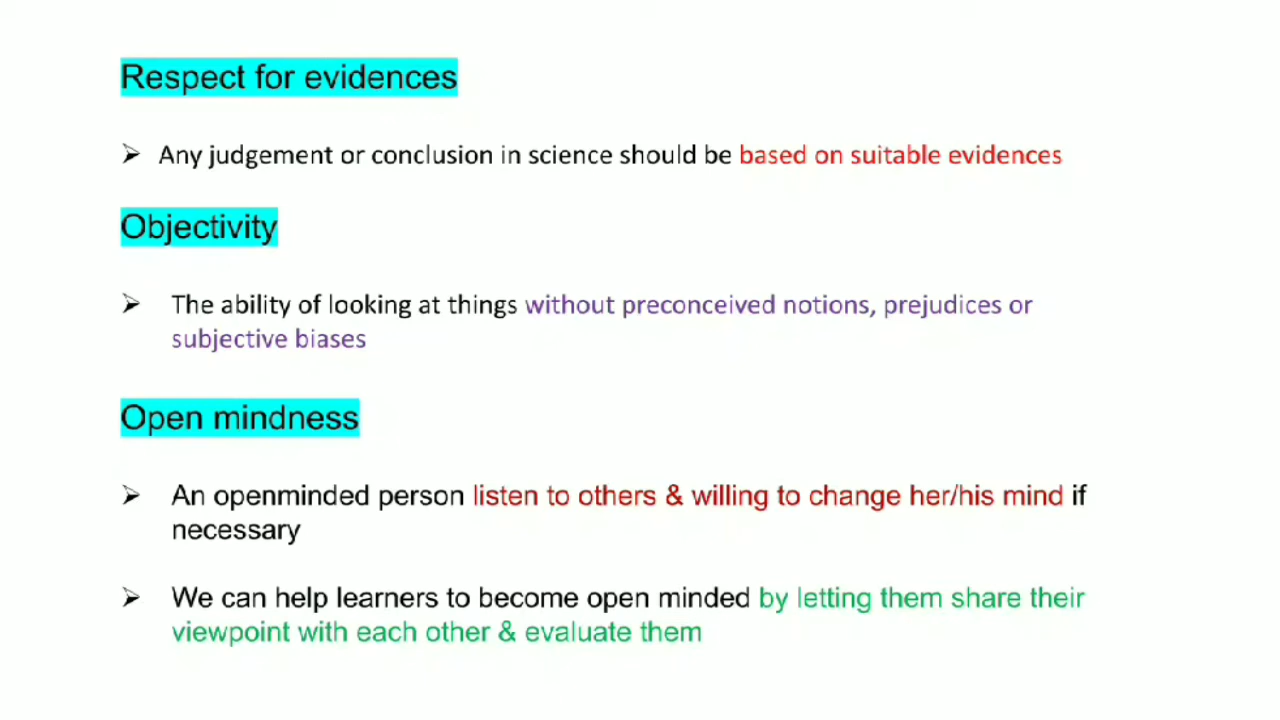 Respect for evidences
➢ Any judgement or conclusion in science should be based on suitable evidences
Objectivity
➢ The ability of looking at things without preconceived notions, prejudices or
subjective biases
Open mindness
➢ An openminded person listen to others & willing to change her/his mind if
necessary
➢ We can help learners to become open minded by letting them share their
viewpoint with each other & evaluate them